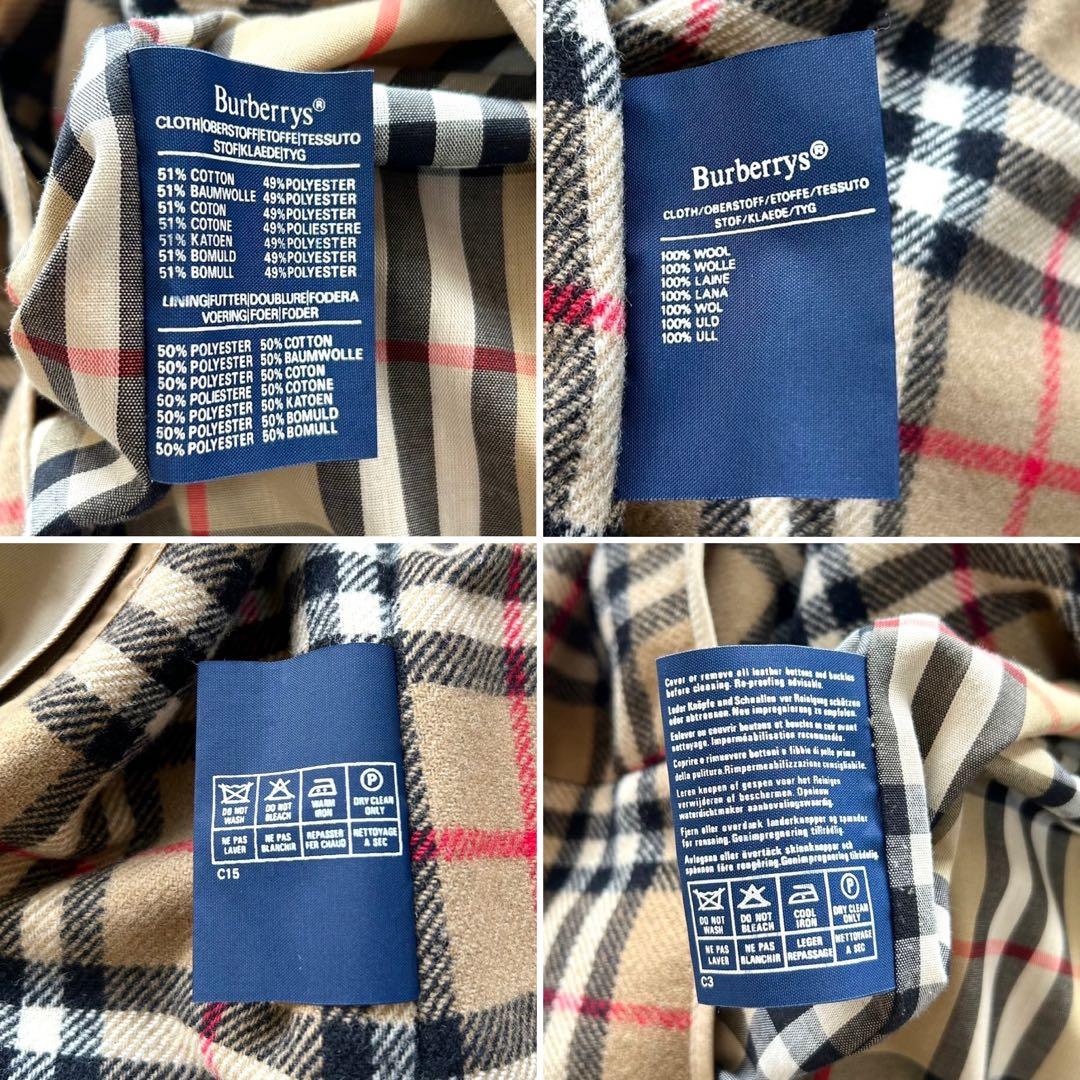 Burberrys®
CLOTH|OBERSTOFF|ETOFFE|TESSUTO
STOF|KLAEDE|TYG
51% COTTON 49% POLYESTER
51% BAUMWOLLE 49% POLYESTER
51% COTON 49% POLYESTER
51% COTONE 49% POLIESTERE
51% KATOEN 49% POLYESTER
51% BOMULD 49% POLYESTER
51% BOMULL 49% POLYESTER
LINING|FUTTER|DOUBLURE|FODERA
VOERING|FOER|FODER
50% POLYESTER 50% COTTON
50% POLYESTER 50% BAUMWOLLE
50% POLYESTER 50% COTON
50% POLIESTERE 50% COTONE
50% POLYESTER 50% KATOEN
50% POLYESTER 50% BOMULD
50% POLYESTER 50% BOMULL
Burberrys®
CLOTH/OBERSTOFF/ETOFFE/TESSUTO
STOF/KLAEDE/TYG
100% WOOL
100% WOLLE
100% LAINE
100% LANA
100% WOL
100% ULD
100% ULL
P
DO NOT WASH DO NOT BLEACH WARM IRON DRY CLEAN ONLY
NE PAS LAVER NE PAS BLANCHIR REPASSER FER CHAUD NETTOYAGE A SEC
C15
Cover or remove all leather buttons and buckles
before cleaning. Re-proofing advisable.
Leder Knöpfe und Schnallen vor Reinigung schützen
oder abtrennen. Neu impregnierung zu empfolen.
Enlever ou couvrir boutons et boucles en cuir avant
nettoyage. Imperméabilisation recommandée.
Coprire o rimuovere bottoni e fibbie di pelle prima
della pulitura. Rimpermeabilizzazione consigliabile.
Leren knopen of gespen voor het Reinigen
verwijderen of beschermen. Opnieuw
waterdichtmaker aanbevolingswaardig.
Fjern eller overdæk
for rensning. Genimpregnering tillrådlig.
Avlägsna eller övertäck skinnknappar och
spännen före rengöring. Genimpregnering tillrådelig.
P
DO NOT WASH DO NOT BLEACH COOL IRON DRY CLEAN ONLY
NE PAS LAVER NE PAS BLANCHIR LEGER REPASSAGE NETTOYAGE A SEC
C3